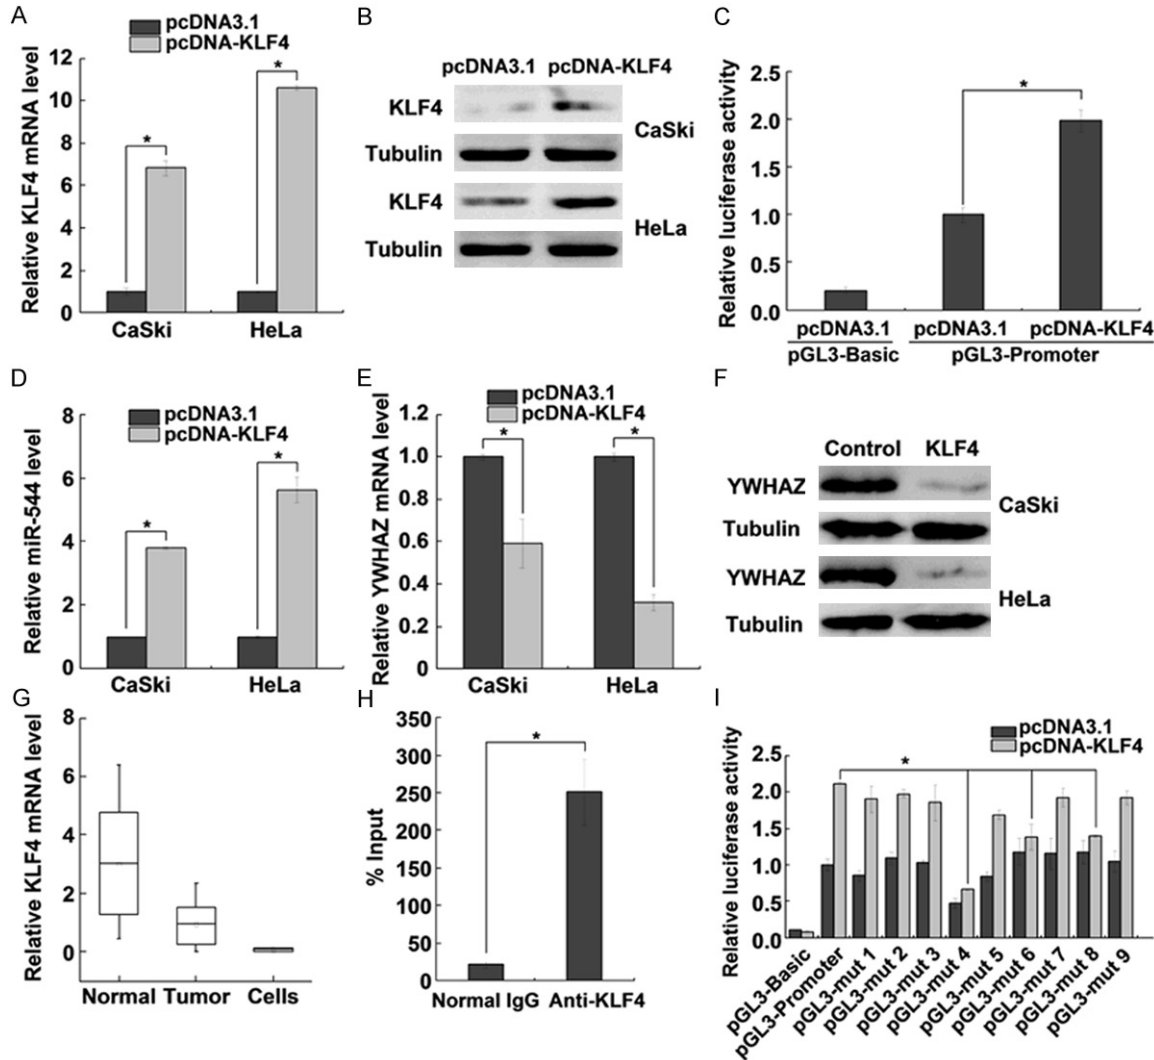 A
pcDNA3.1
pcDNA-KLF4
Relative KLF4 mRNA level
12
10
8
6
4
2
0
*
*
CaSki
HeLa
B
pcDNA3.1 pcDNA-KLF4
KLF4
Tubulin
CaSki
KLF4
Tubulin
HeLa
C
Relative luciferase activity
2.5
2.0
1.5
1.0
0.5
0.0
*
pcDNA3.1 pcDNA3.1 pcDNA-KLF4
pGL3-Basic pGL3-Promoter
D
pcDNA3.1
pcDNA-KLF4
Relative miR-544 level
8
6
4
2
0
*
*
CaSki
HeLa
E
pcDNA3.1
pcDNA-KLF4
Relative YWHAZ mRNA level
1.2
1.0
0.8
0.6
0.4
0.2
0
*
*
CaSki
HeLa
F
Control KLF4
YWHAZ
Tubulin
CaSki
YWHAZ
Tubulin
HeLa
G
Relative KLF4 mRNA level
8
6
4
2
0
Normal Tumor Cells
H
% Input
350
300
250
200
150
100
50
0
*
Normal IgG Anti-KLF4
I
pcDNA3.1
pcDNA-KLF4
Relative luciferase activity
2.5
2.0
1.5
1.0
0.5
0.0
*
pGL3-Basic
pGL3-Promoter
pGL3-mut 1
pGL3-mut 2
pGL3-mut 3
pGL3-mut 4
pGL3-mut 5
pGL3-mut 6
pGL3-mut 7
pGL3-mut 8
pGL3-mut 9